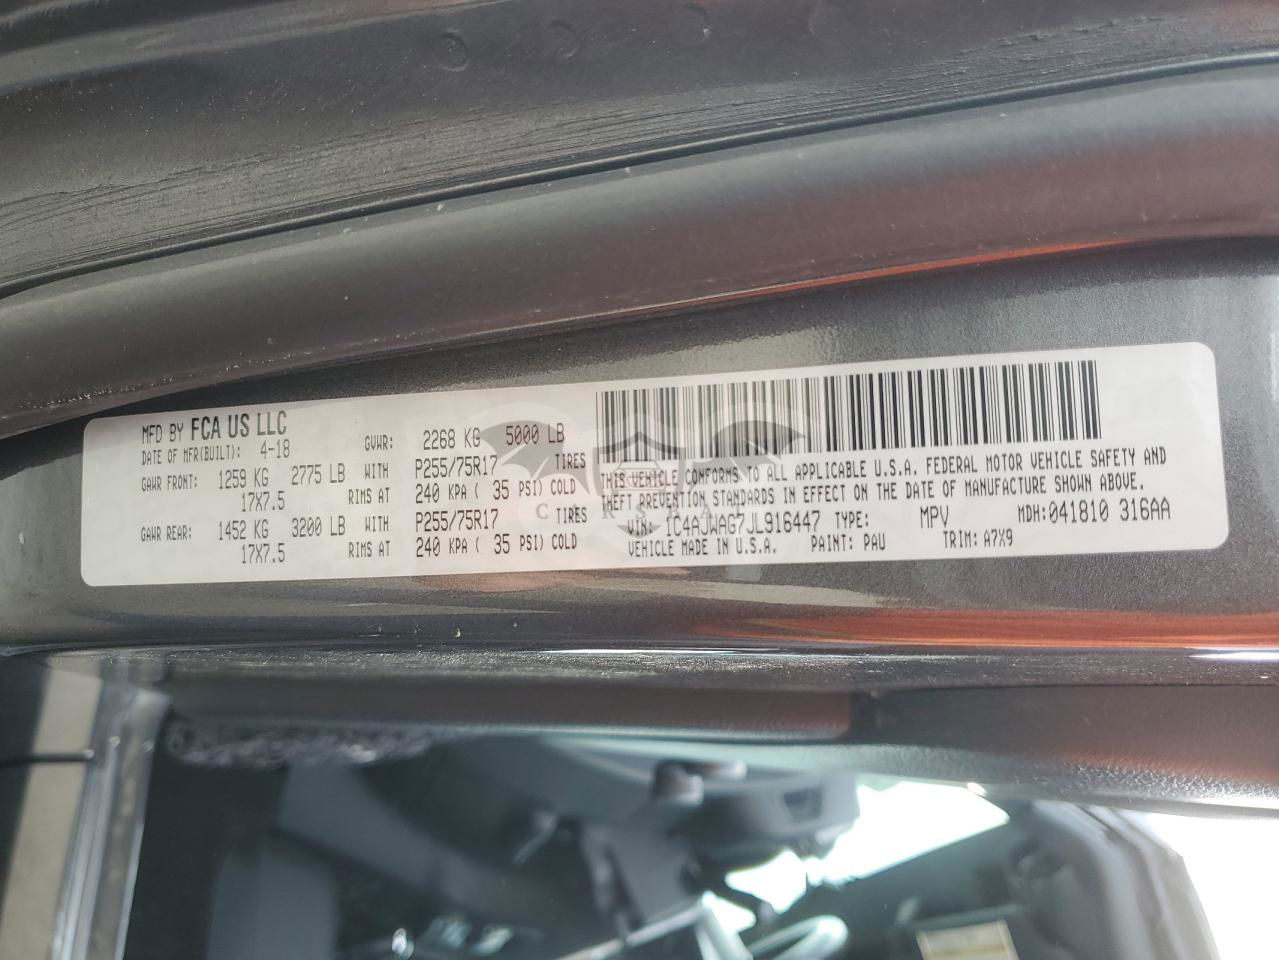 MFD BY FCA US LLC
DATE OF MFR(BUILT): 4-18 GVWR: 2268 KG 5000 LB
GAWR FRONT: 1259 KG 2775 LB WITH P255/75R17 TIRES
17X7.5 RIMS AT 240 KPA ( 35 PSI) COLD
GAWR REAR: 1452 KG 3200 LB WITH P255/75R17 TIRES
17X7.5 RIMS AT 240 KPA ( 35 PSI) COLD
THIS VEHICLE CONFORMS TO ALL APPLICABLE U.S.A. FEDERAL MOTOR VEHICLE SAFETY AND
THEFT PREVENTION STANDARDS IN EFFECT ON THE DATE OF MANUFACTURE SHOWN ABOVE.
VIN: 1C4AJWAG7JL916447 TYPE: MPV MDH:041810 316AA
VEHICLE MADE IN U.S.A. PAINT: PAU TRIM: A7X9